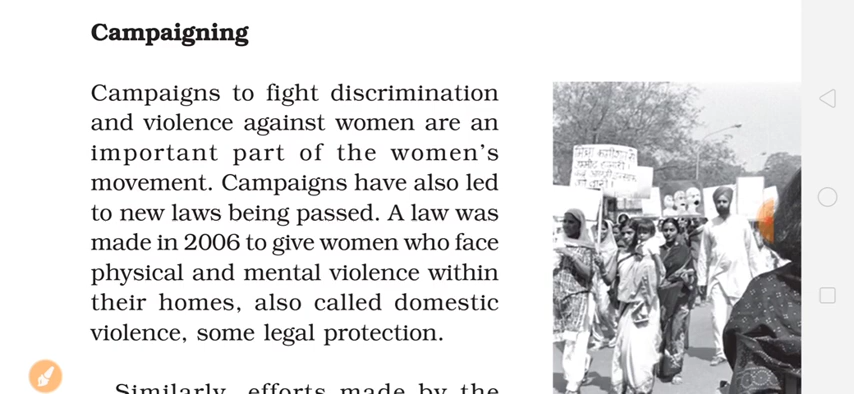 Campaigning
Campaigns to fight discrimination
and violence against women are an
important part of the women's
movement. Campaigns have also led
to new laws being passed. A law was
made in 2006 to give women who face
physical and mental violence within
their homes, also called domestic
violence, some legal protection.
Similarly, efforts made by the